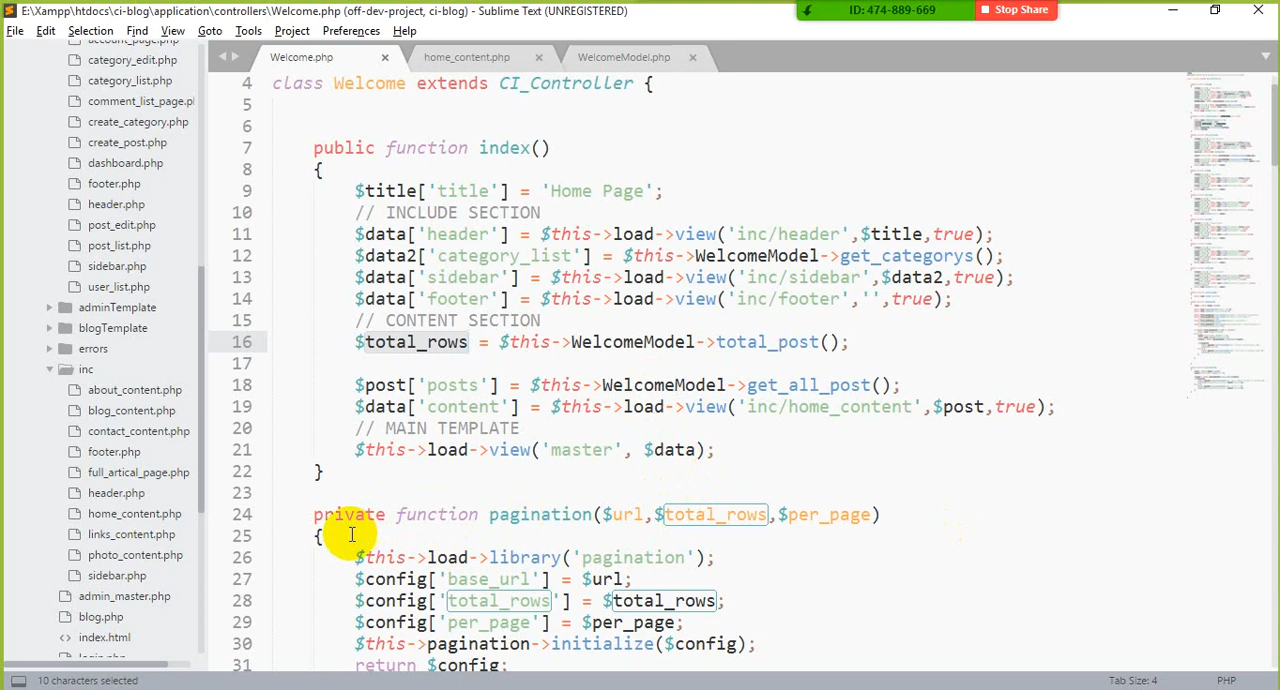 E:\Xampp\htdocs\ci-blog\application\controllers\Welcome.php (off-dev-project, ci-blog) - Sublime Text (UNREGISTERED)
ID: 474-889-669
Stop Share
File Edit Selection Find View Goto Tools Project Preferences Help
account_page.php
category_edit.php
category_list.php
comment_list_page.pl
create_category.php
create_post.php
dashboard.php
footer.php
header.php
post_edit.php
post_list.php
sidebar.php
user_list.php
adminTemplate
blogTemplate
errors
inc
about_content.php
blog_content.php
contact_content.php
footer.php
full_artical_page.php
header.php
home_content.php
links_content.php
photo_content.php
sidebar.php
admin_master.php
blog.php
index.html
login.php
Welcome.php
home_content.php
WelcomeModel.php
4 class Welcome extends CI_Controller {
5
6
7 public function index()
8 {
9 $title['title'] = 'Home Page';
10 // INCLUDE SECTION
11 $data['header'] = $this->load->view('inc/header',$title,true);
12 $data2['category_list'] = $this->WelcomeModel->get_categorys();
13 $data['sidebar'] = $this->load->view('inc/sidebar',$data2,true);
14 $data['footer'] = $this->load->view('inc/footer','',true);
15 // CONTENT SECTION
16 $total_rows = $this->WelcomeModel->total_post();
17
18 $post['posts'] = $this->WelcomeModel->get_all_post();
19 $data['content'] = $this->load->view('inc/home_content',$post,true);
20 // MAIN TEMPLATE
21 $this->load->view('master', $data);
22 }
23
24 private function pagination($url,$total_rows,$per_page)
25 {
26 $this->load->library('pagination');
27 $config['base_url'] = $url;
28 $config['total_rows'] = $total_rows;
29 $config['per_page'] = $per_page;
30 $this->pagination->initialize($config);
31 return $config;
10 characters selected
Tab Size: 4
PHP